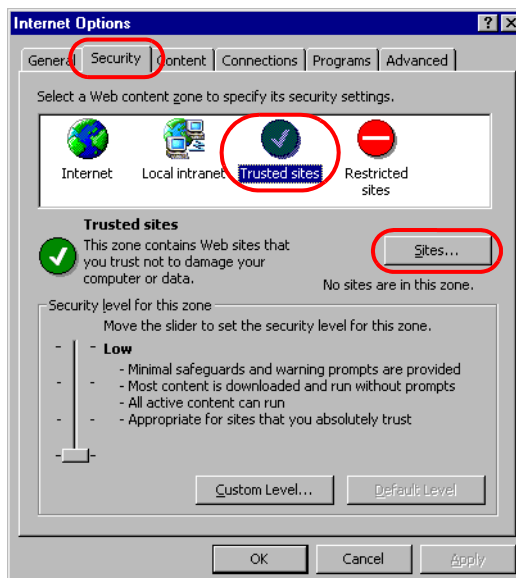 Internet Options
General Security Content Connections Programs Advanced
Select a Web content zone to specify its security settings.
Internet Local intranet Trusted sites Restricted sites
Trusted sites
This zone contains Web sites that
you trust not to damage your
computer or data.
Sites...
No sites are in this zone.
Security level for this zone
Move the slider to set the security level for this zone.
Low
- Minimal safeguards and warning prompts are provided
- Most content is downloaded and run without prompts
- All active content can run
- Appropriate for sites that you absolutely trust
Custom Level... Default Level
OK Cancel Apply